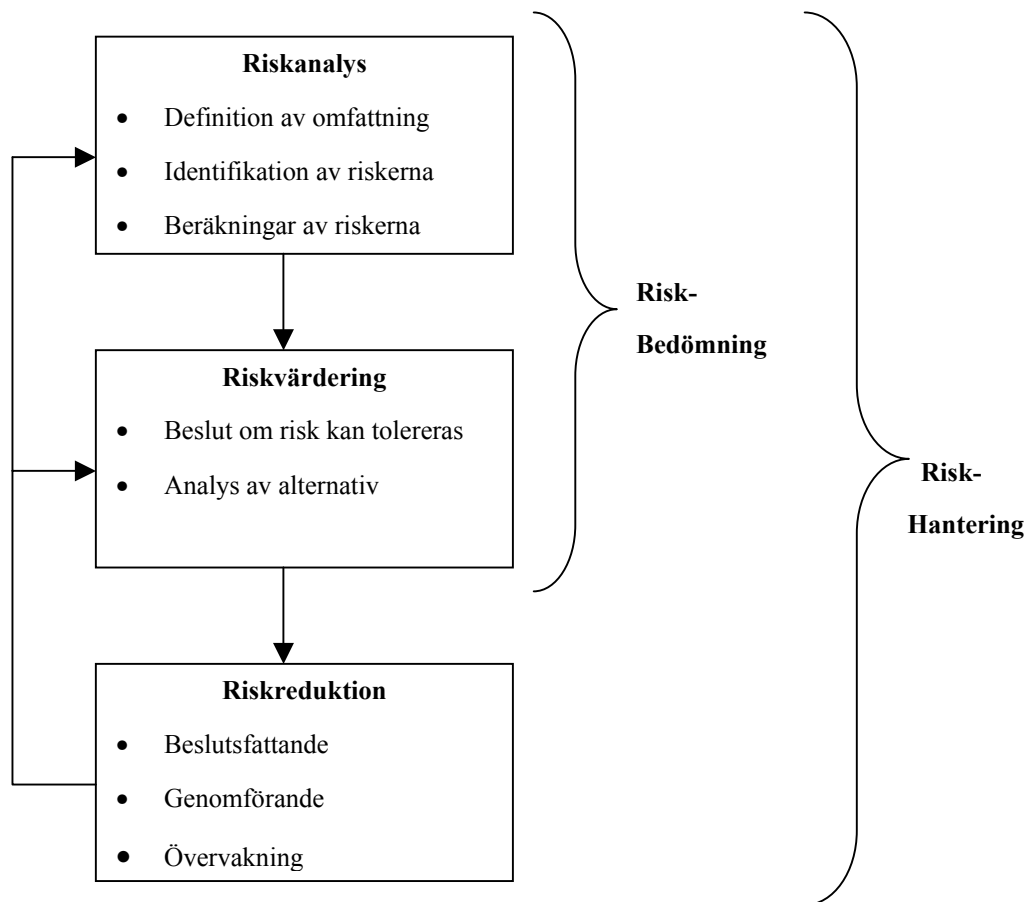 Riskanalys
• Definition av omfattning
• Identifikation av riskerna
• Beräkningar av riskerna
Risk-
Bedömning
Riskvärdering
• Beslut om risk kan tolereras
• Analys av alternativ
Risk-
Hantering
Riskreduktion
• Beslutsfattande
• Genomförande
• Övervakning